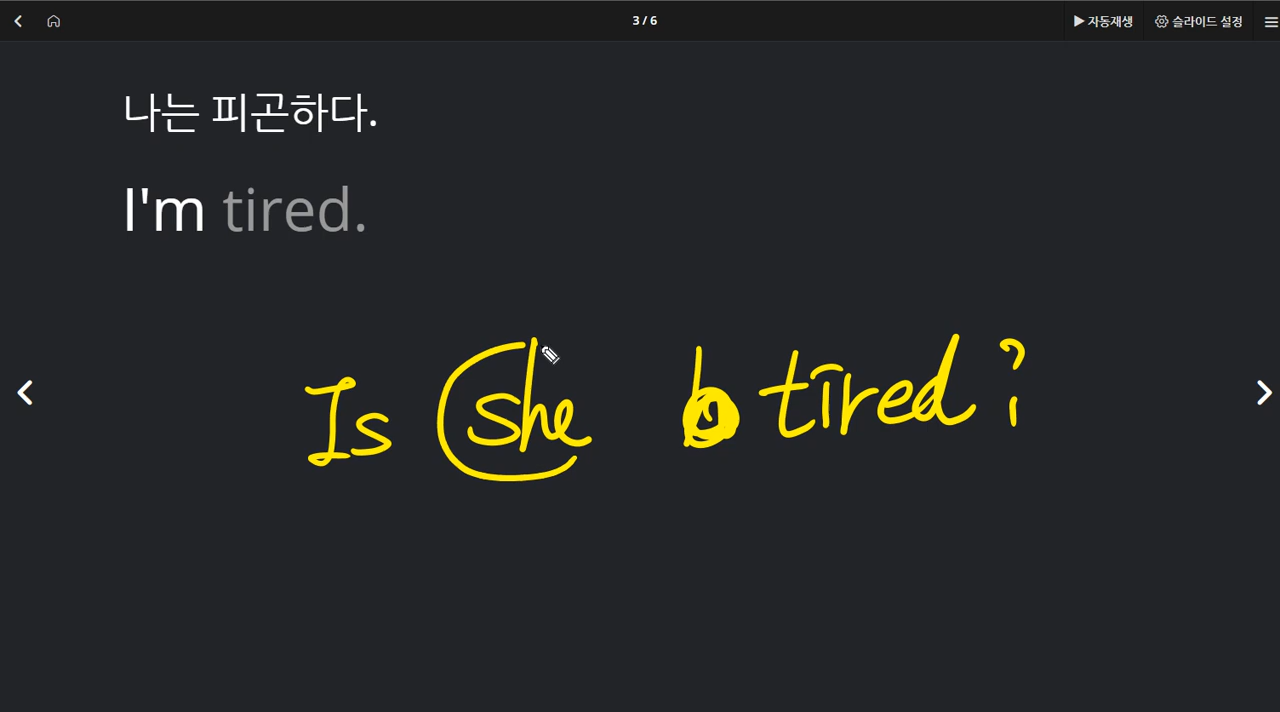 3 / 6
자동재생
슬라이드 설정
나는 피곤하다.
I'm tired.
Is she tired?